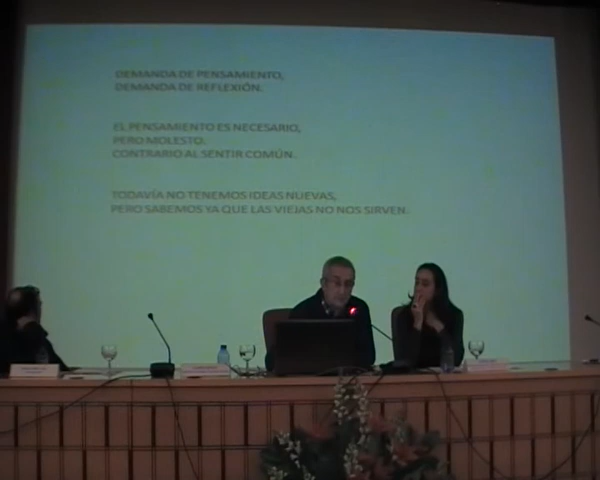 DEMANDA DE PENSAMIENTO,
DEMANDA DE REFLEXIÓN.
EL PENSAMIENTO ES NECESARIO,
PERO MOLESTO.
CONTRARIO AL SENTIR COMÚN.
TODAVÍA NO TENEMOS IDEAS NUEVAS,
PERO SABEMOS YA QUE LAS VIEJAS NO NOS SIRVEN.